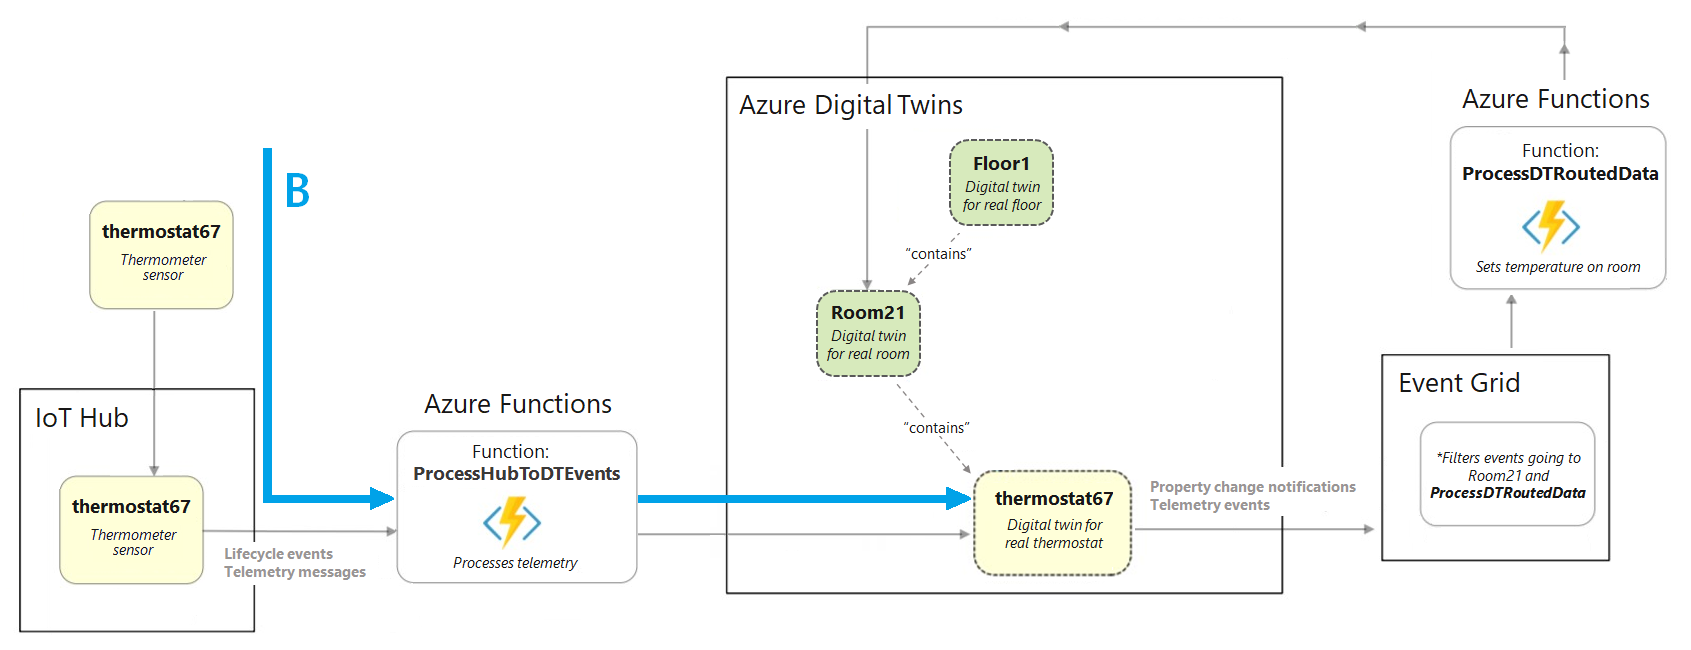 B
thermostat67
Thermometer
sensor
IoT Hub
thermostat67
Thermometer
sensor
Lifecycle events
Telemetry messages
Azure Functions
Function:
ProcessHubToDTEvents
Processes telemetry
Azure Digital Twins
Floor1
Digital twin
for real floor
“contains”
Room21
Digital twin
for real room
“contains”
thermostat67
Digital twin for
real thermostat
Property change notifications
Telemetry events
Event Grid
*Filters events going to
Room21 and
ProcessDTRoutedData
Azure Functions
Function:
ProcessDTRoutedData
Sets temperature on room